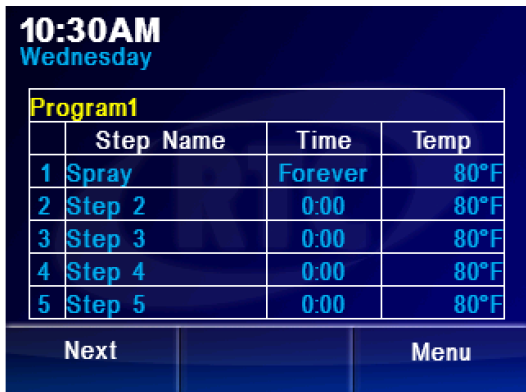 10:30AM
Wednesday
Program1
Step Name Time Temp
1 Spray Forever 80°F
2 Step 2 0:00 80°F
3 Step 3 0:00 80°F
4 Step 4 0:00 80°F
5 Step 5 0:00 80°F
Next Menu